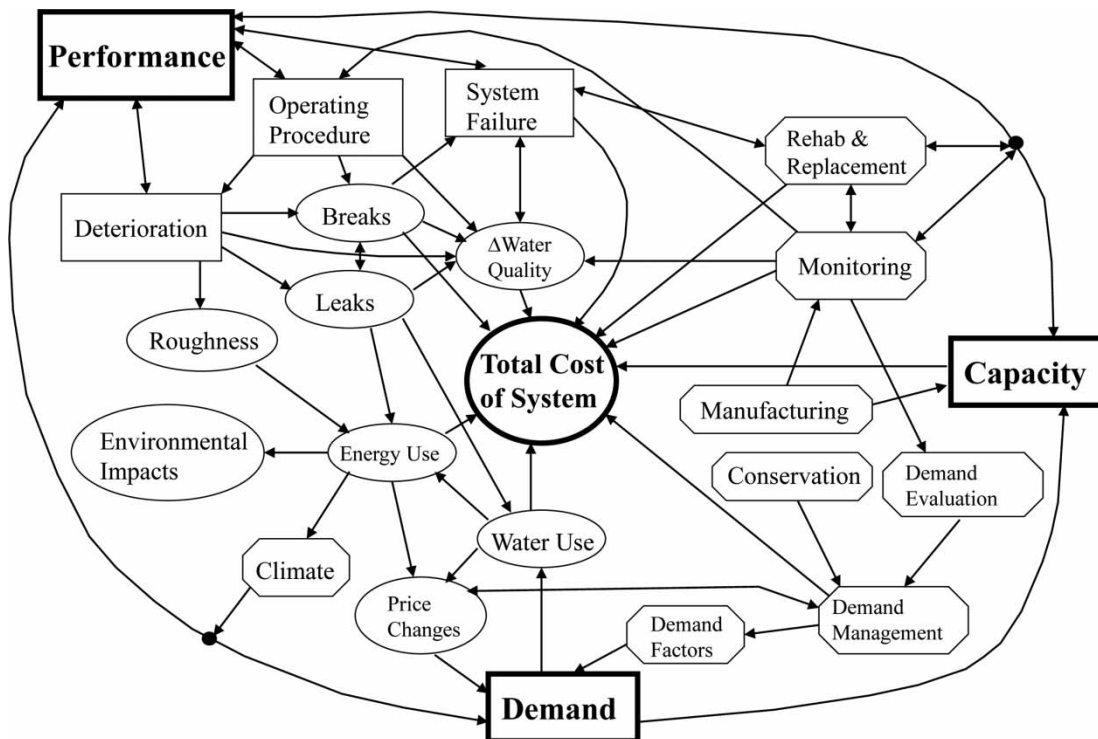 Performance
Operating
Procedure
System
Failure
Rehab &
Replacement
Deterioration
Breaks
ΔWater
Quality
Monitoring
Leaks
Roughness
Total Cost
of System
Capacity
Manufacturing
Environmental
Impacts
Energy Use
Conservation
Demand
Evaluation
Water Use
Climate
Price
Changes
Demand
Factors
Demand
Management
Demand